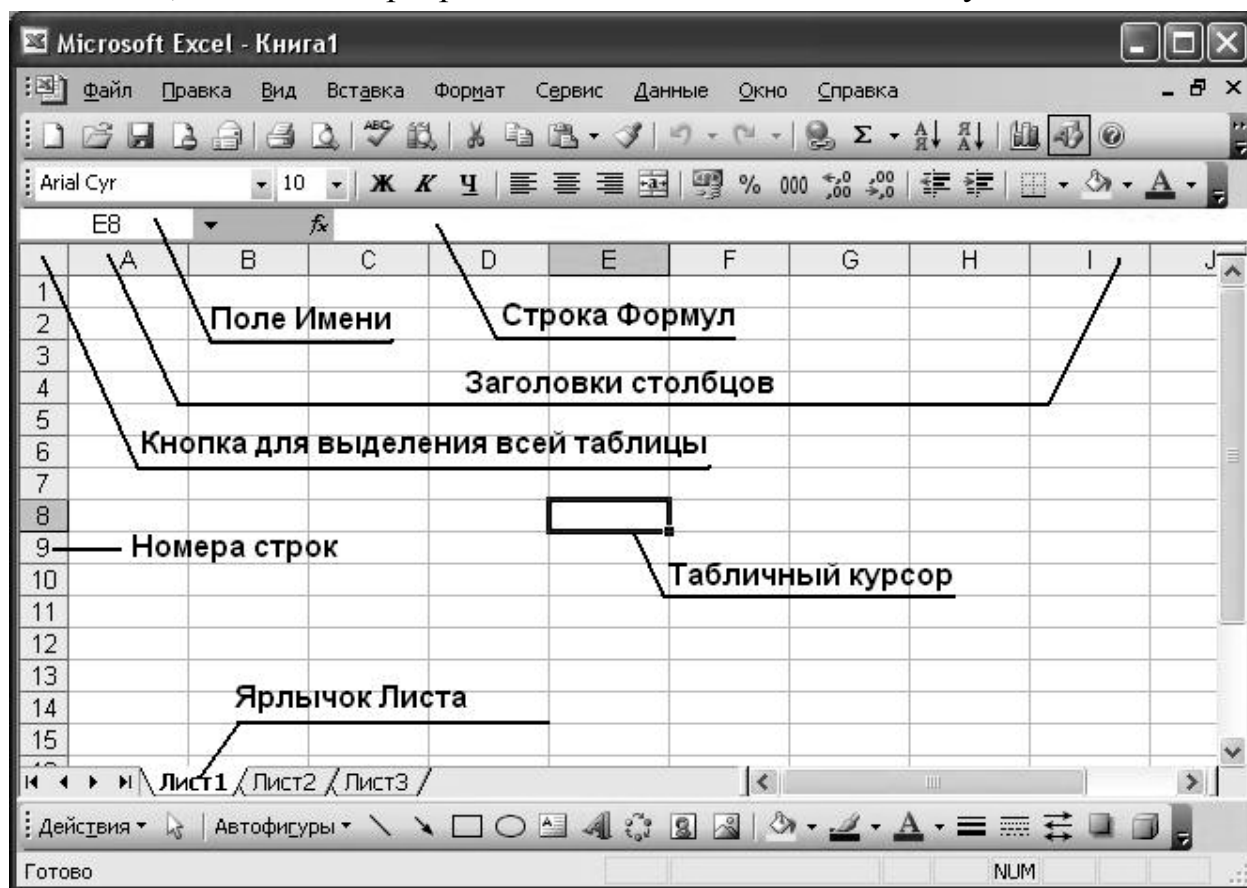 Microsoft Excel - Книга1
Файл Правка Вид Вставка Формат Сервис Данные Окно Справка
ABC Σ А Я Я А
Arial Cyr 10 Ж К Ч % 000 ,00 ,00 А
E8 fx
A B C D E F G H I J
1
2 Поле Имени Строка Формул
3
4 Заголовки столбцов
5
6 Кнопка для выделения всей таблицы
7
8
9 Номера строк
10 Табличный курсор
11
12
13
14 Ярлычок Листа
15
Лист1 Лист2 Лист3
Действия Автофигуры А
Готово NUM